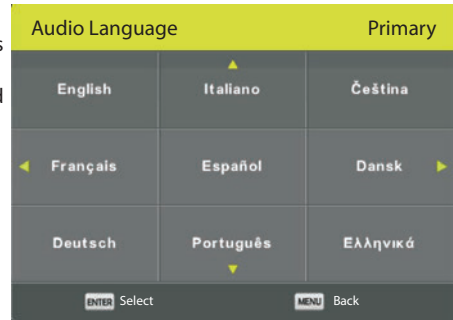 Audio Language Primary
English Italiano Čeština
Français Español Dansk
Deutsch Português Ελληνικά
ENTER Select MENU Back